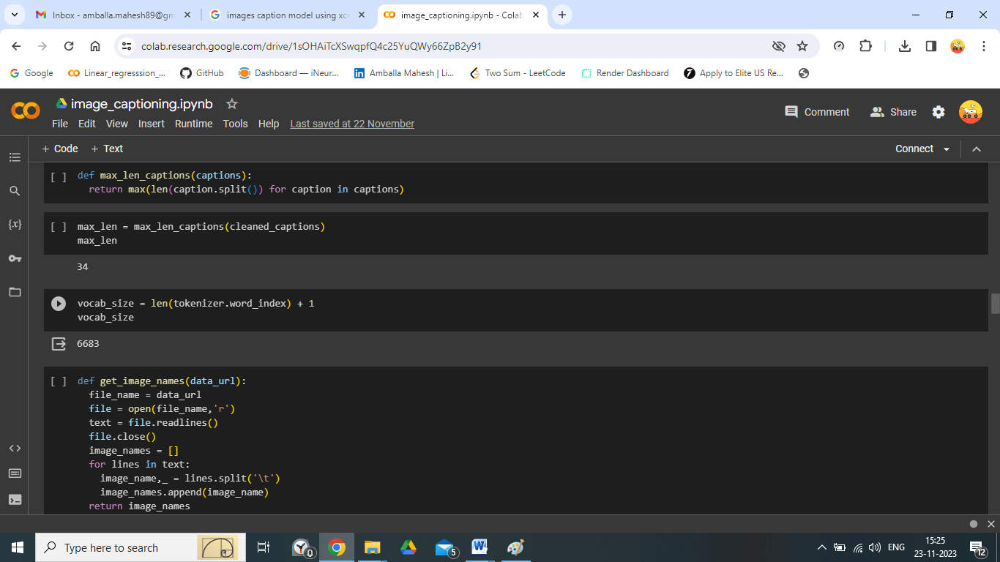 Inbox - amballa.mahesh89@gm
images caption model using xce
image_captioning.ipynb - Colab
colab.research.google.com/drive/1sOHAiTcXSwqpfQ4c25YuQWy66ZpB2y91
Google
Linear_regresssion_...
GitHub
Dashboard — iNeur...
Amballa Mahesh | Li...
Two Sum - LeetCode
Render Dashboard
Apply to Elite US Re...
image_captioning.ipynb
File Edit View Insert Runtime Tools Help Last saved at 22 November
Comment
Share
+ Code + Text
Connect
[ ] def max_len_captions(captions):
return max(len(caption.split()) for caption in captions)
[ ] max_len = max_len_captions(cleaned_captions)
max_len
34
{x}
vocab_size = len(tokenizer.word_index) + 1
vocab_size
6683
[ ] def get_image_names(data_url):
file_name = data_url
file = open(file_name,'r')
text = file.readlines()
file.close()
image_names = []
for lines in text:
image_name,_ = lines.split('\t')
image_names.append(image_name)
return image_names
Type here to search
0
5
ENG
15:25
23-11-2023
12